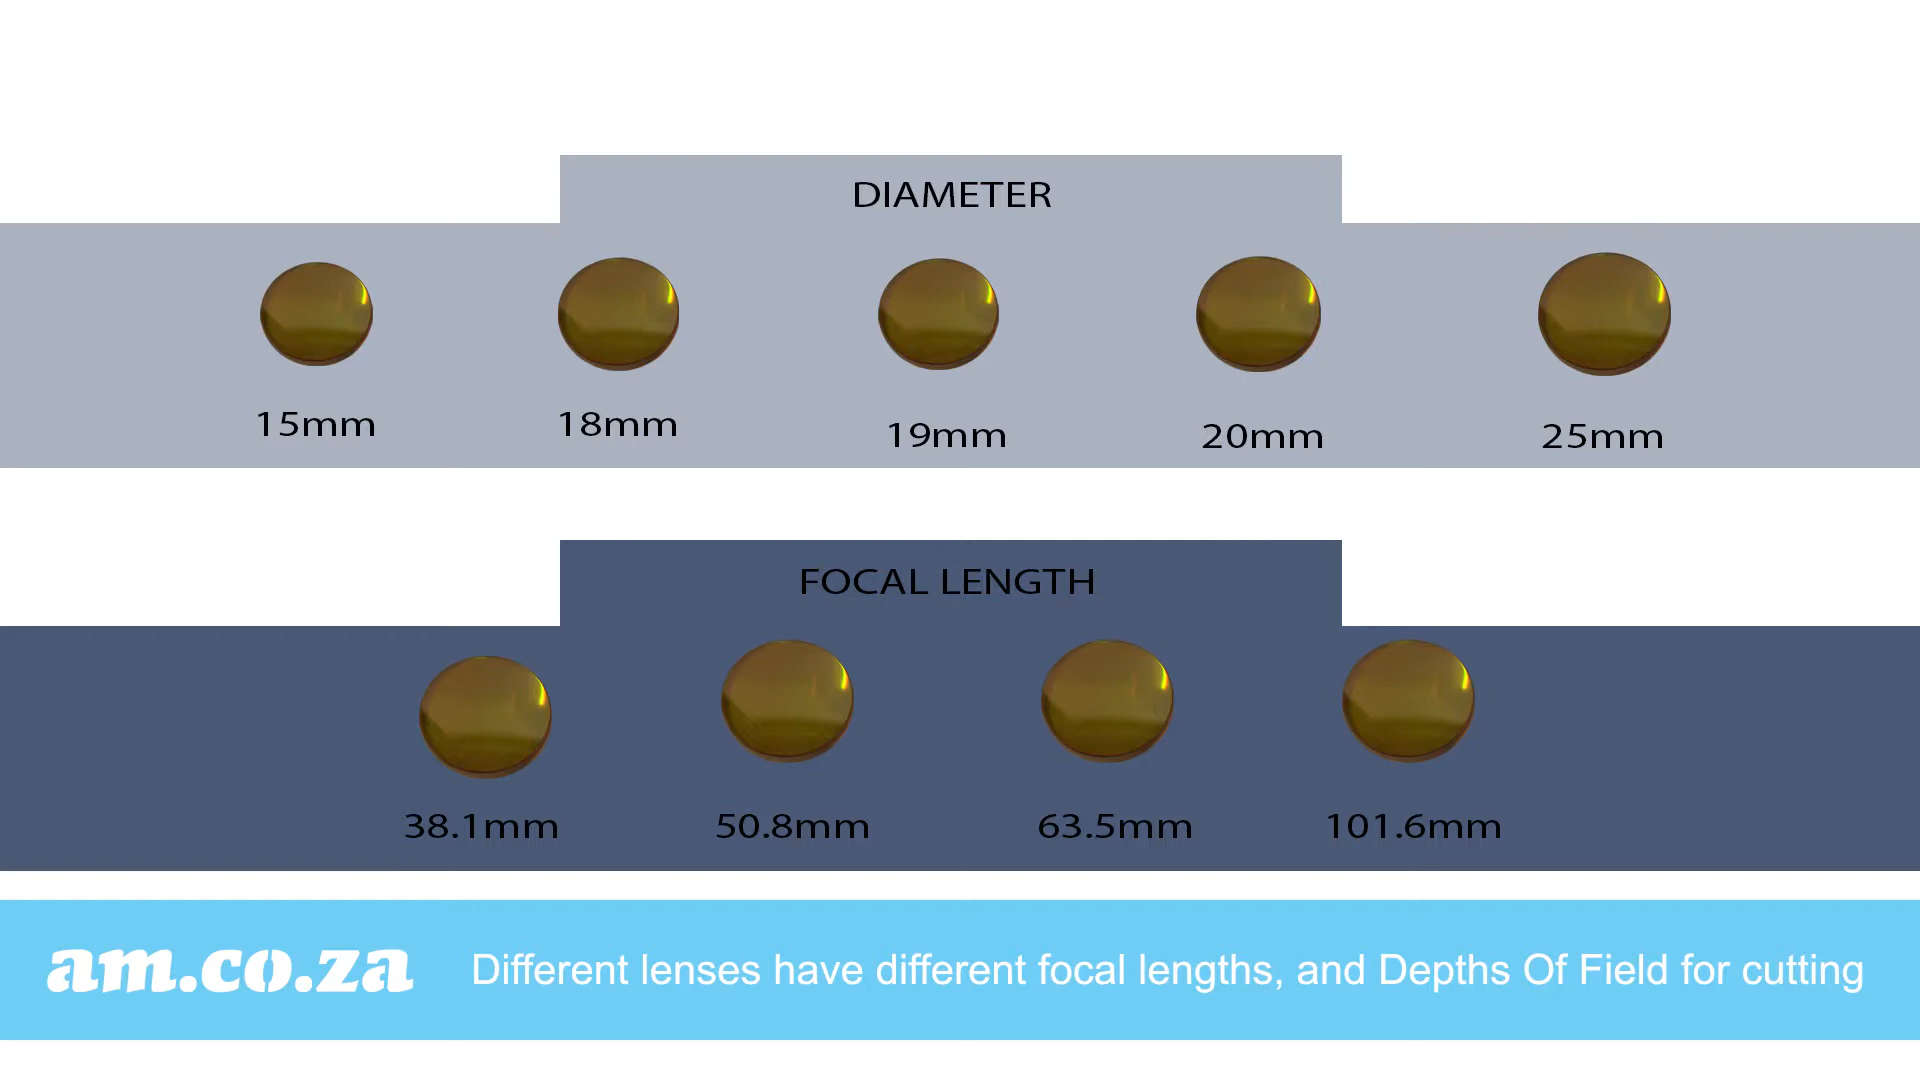 DIAMETER
15mm
18mm
19mm
20mm
25mm
FOCAL LENGTH
38.1mm
50.8mm
63.5mm
101.6mm
am.co.za
Different lenses have different focal lengths, and Depths Of Field for cutting